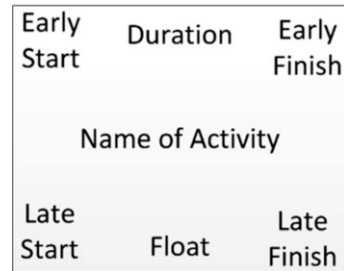 Early Start Duration Early Finish
Name of Activity
Late Start Float Late Finish